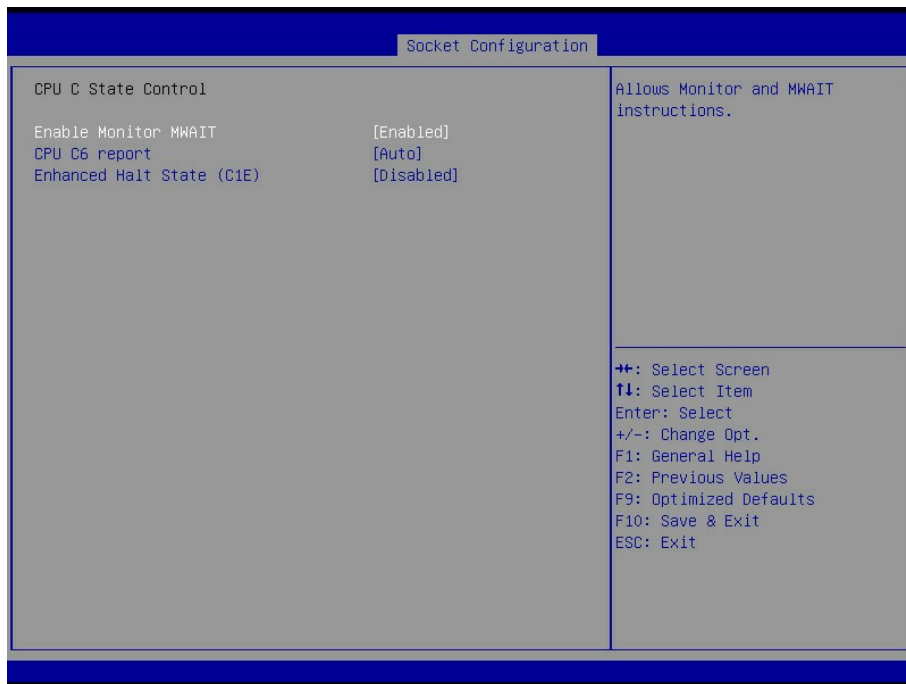 Socket Configuration
CPU C State Control
Enable Monitor MWAIT [Enabled]
CPU C6 report [Auto]
Enhanced Halt State (C1E) [Disabled]
Allows Monitor and MWAIT
instructions.
→←: Select Screen
↑↓: Select Item
Enter: Select
+/-: Change Opt.
F1: General Help
F2: Previous Values
F9: Optimized Defaults
F10: Save & Exit
ESC: Exit